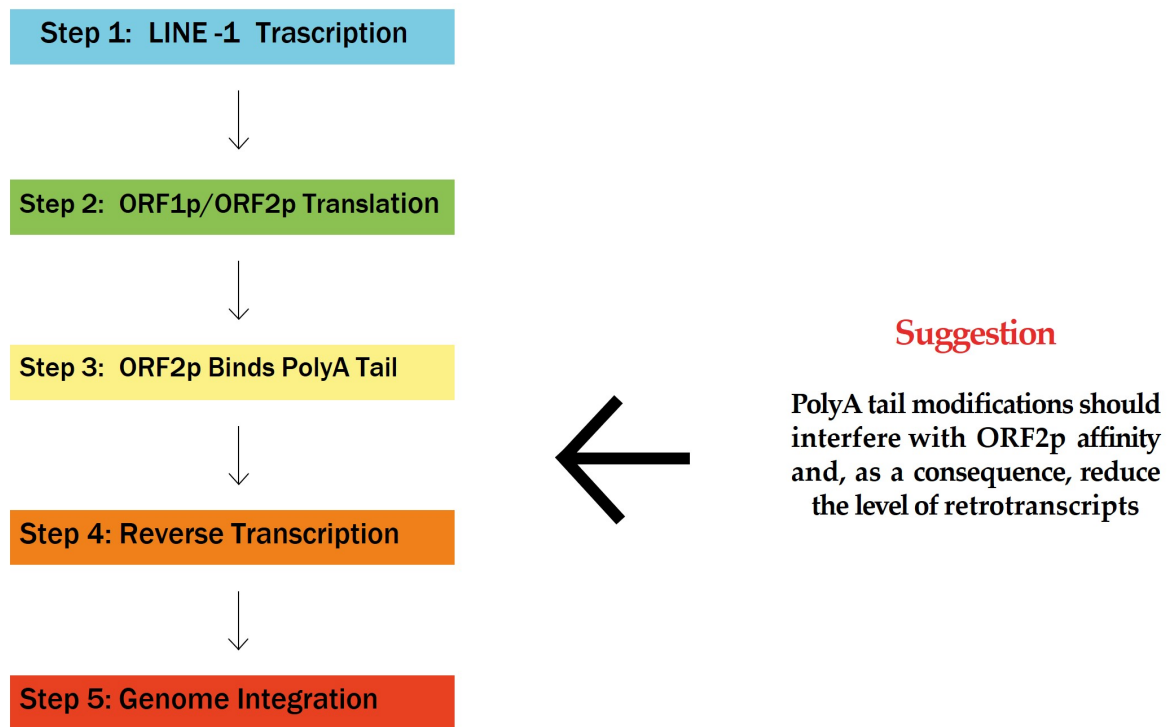 Step 1: LINE -1 Trascription
Step 2: ORF1p/ORF2p Translation
Step 3: ORF2p Binds PolyA Tail
Step 4: Reverse Transcription
Step 5: Genome Integration
Suggestion
PolyA tail modifications should
interfere with ORF2p affinity
and, as a consequence, reduce
the level of retrotranscripts